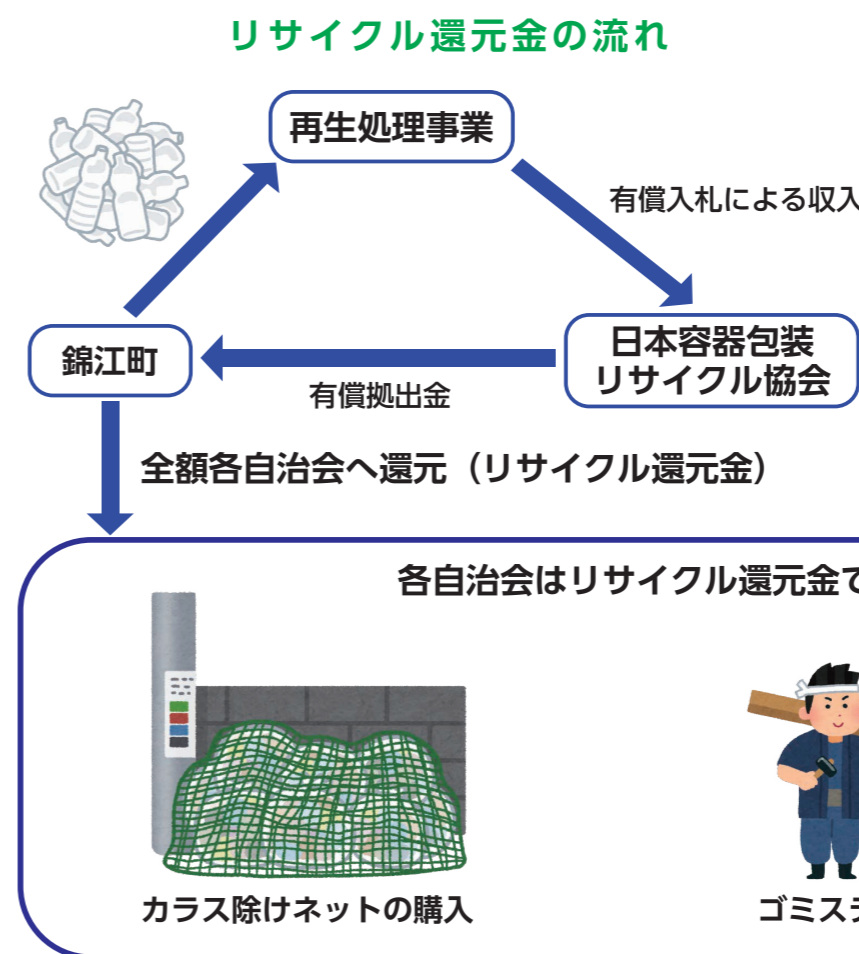 リサイクル還元金の流れ
再生処理事業
有償入札による収入
錦江町
日本容器包装
リサイクル協会
有償拠出金
全額各自治会へ還元（リサイクル還元金）
各自治会はリサイクル還元金で
カラス除けネットの購入
ゴミステ